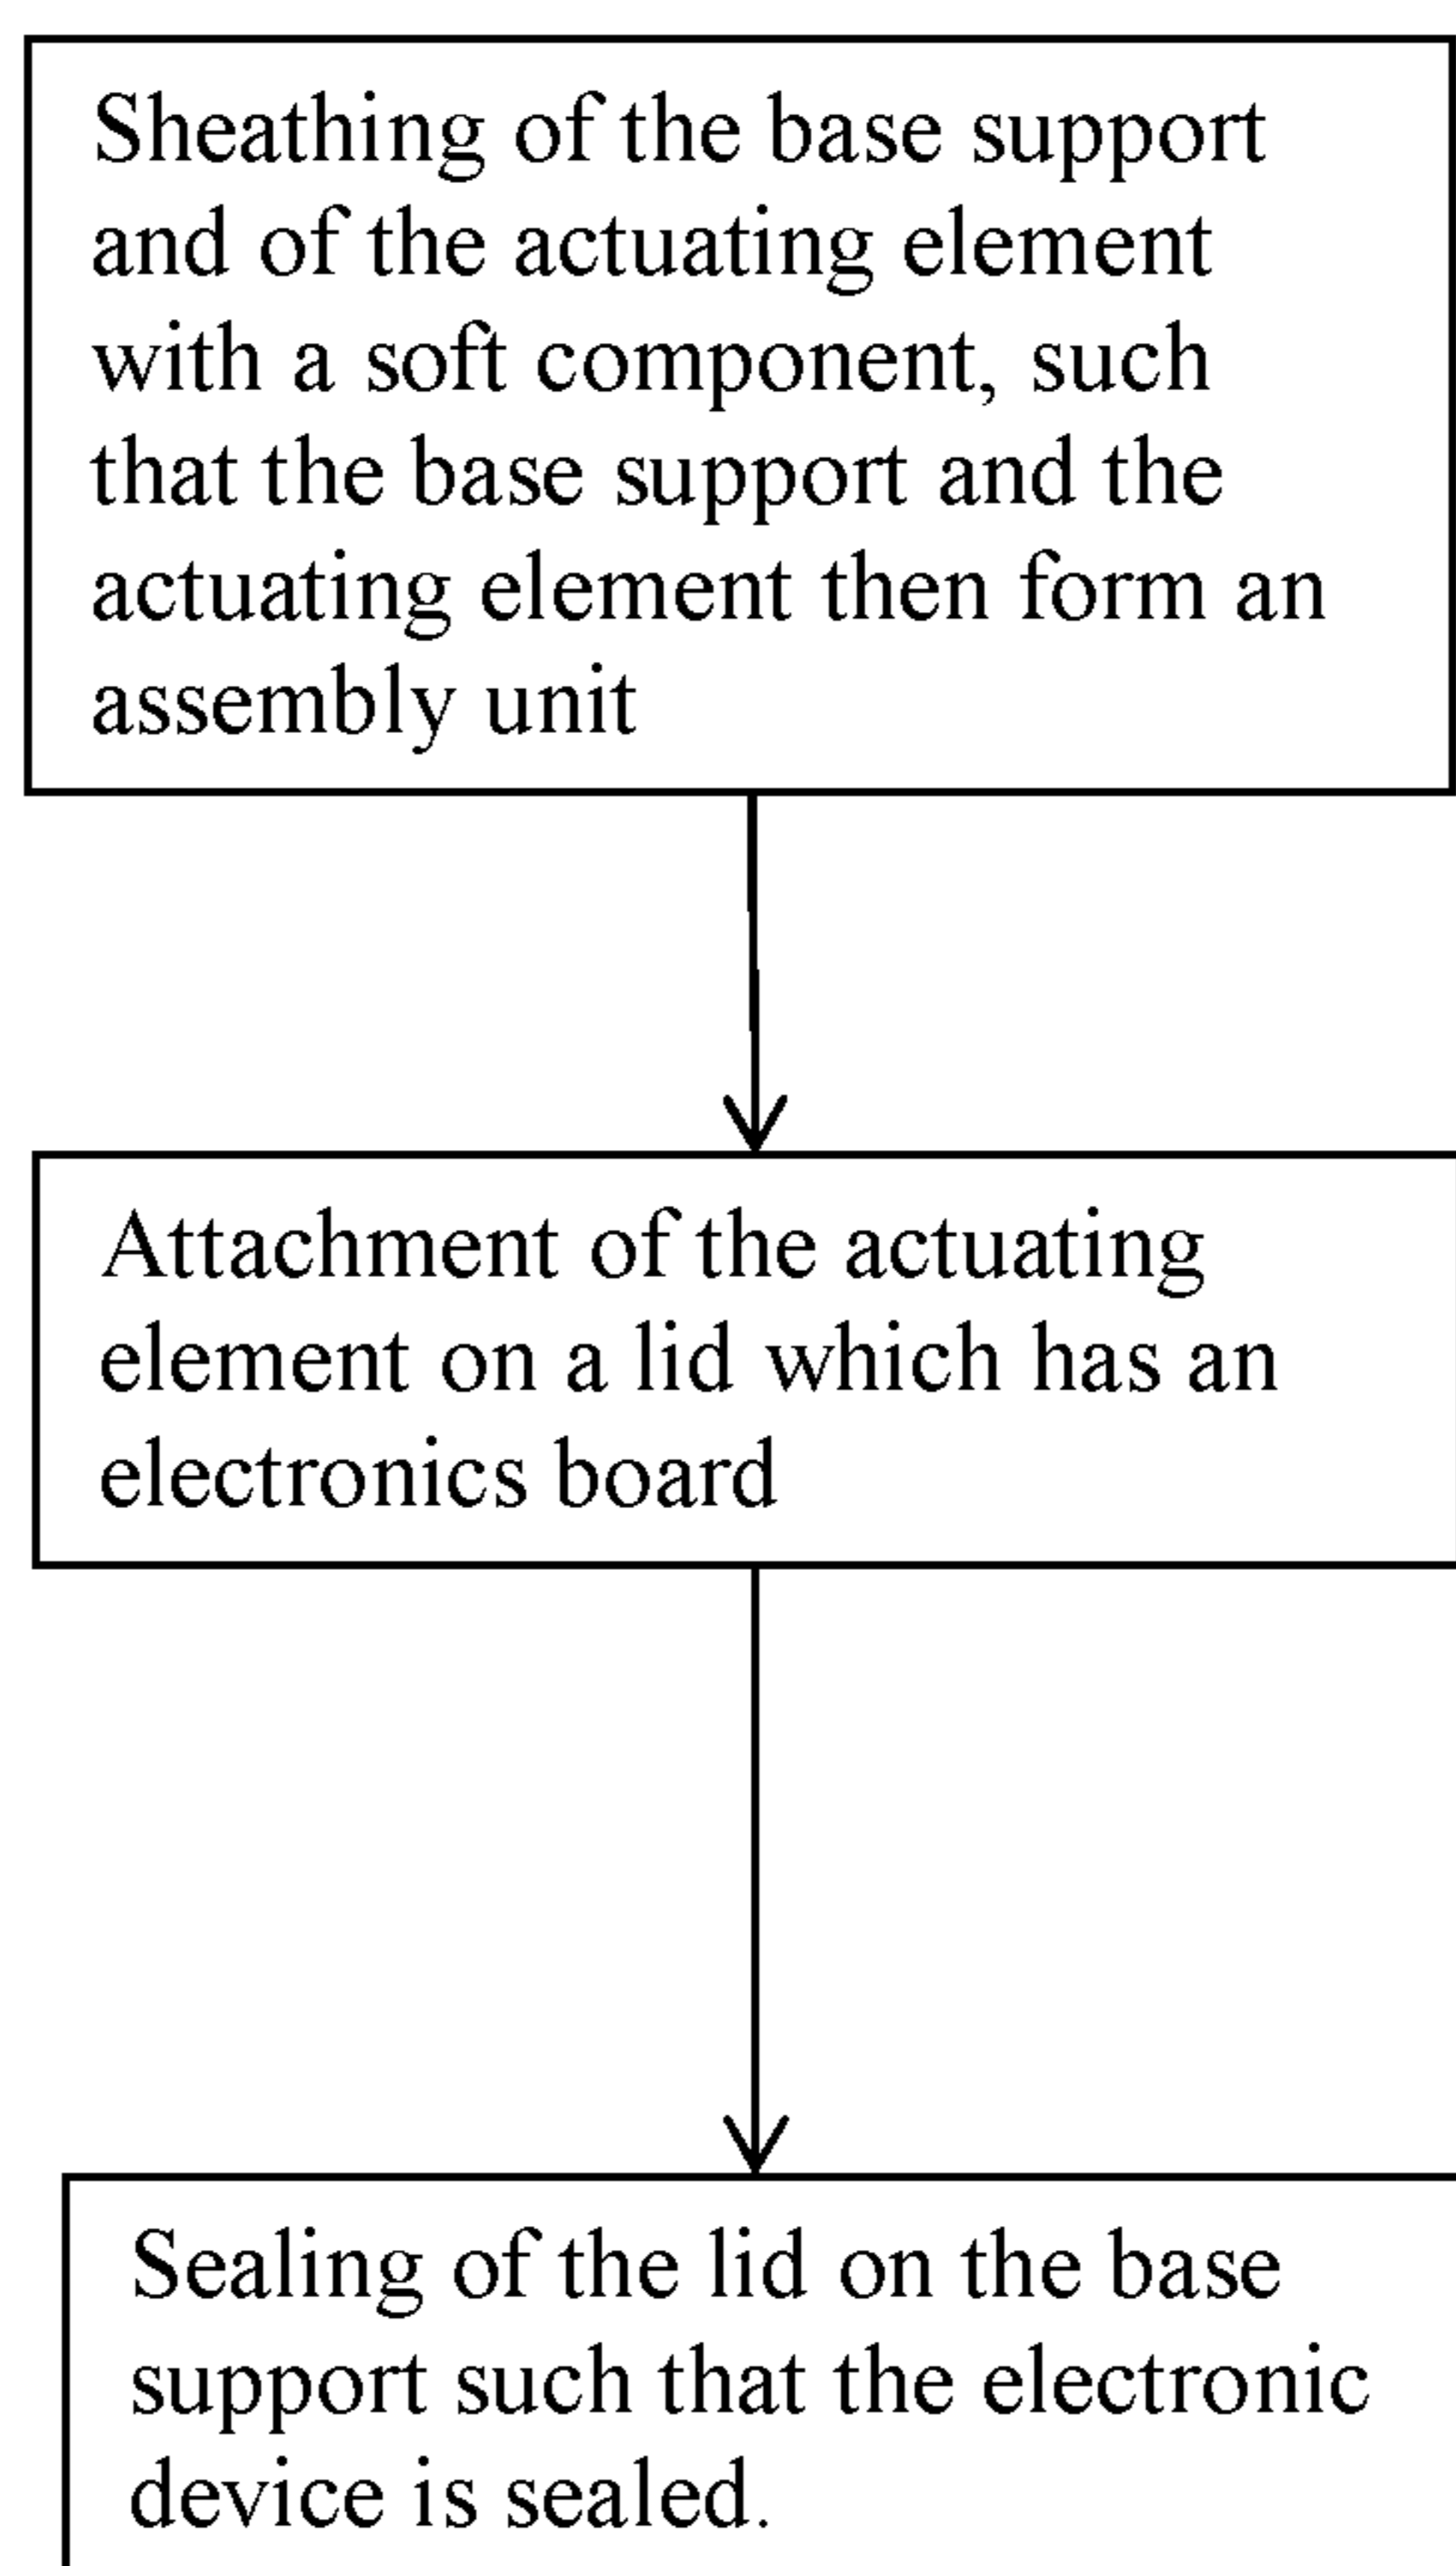 Sheathing of the base support
and of the actuating element
with a soft component, such
that the base support and the
actuating element then form an
assembly unit
Attachment of the actuating
element on a lid which has an
electronics board
Sealing of the lid on the base
support such that the electronic
device is sealed.